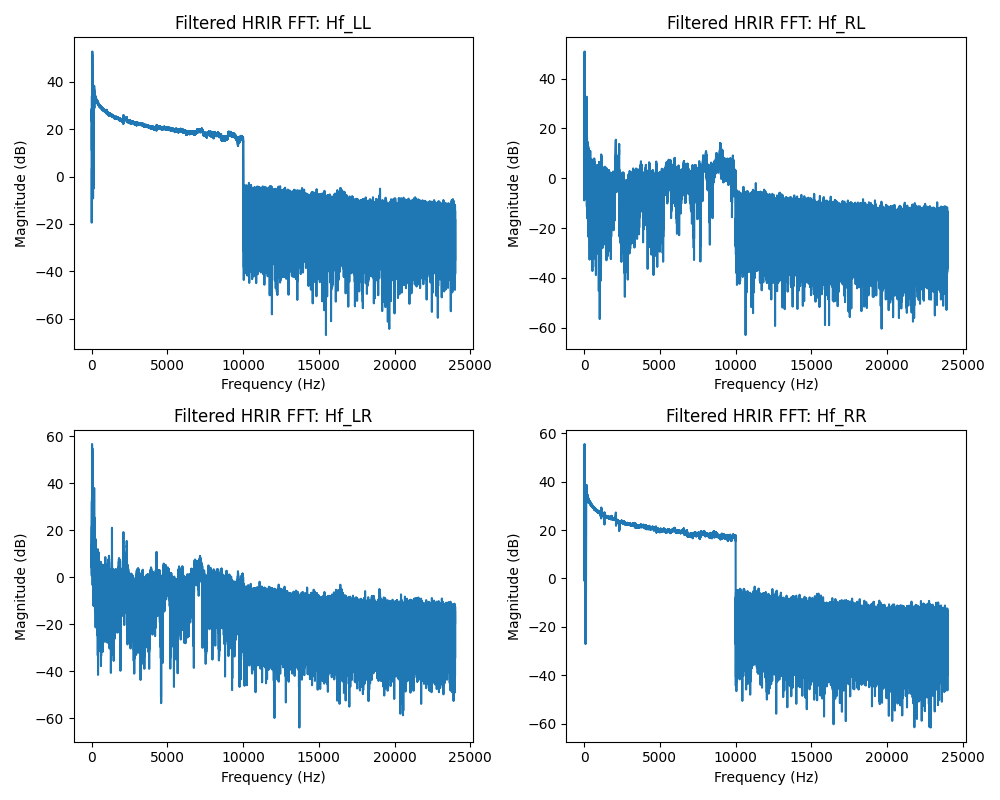 Filtered HRIR FFT: Hf_LL
Magnitude (dB)
40
20
0
−20
−40
−60
0 5000 10000 15000 20000 25000
Frequency (Hz)
Filtered HRIR FFT: Hf_RL
Magnitude (dB)
40
20
0
−20
−40
−60
0 5000 10000 15000 20000 25000
Frequency (Hz)
Filtered HRIR FFT: Hf_LR
Magnitude (dB)
60
40
20
0
−20
−40
−60
0 5000 10000 15000 20000 25000
Frequency (Hz)
Filtered HRIR FFT: Hf_RR
Magnitude (dB)
60
40
20
0
−20
−40
−60
0 5000 10000 15000 20000 25000
Frequency (Hz)